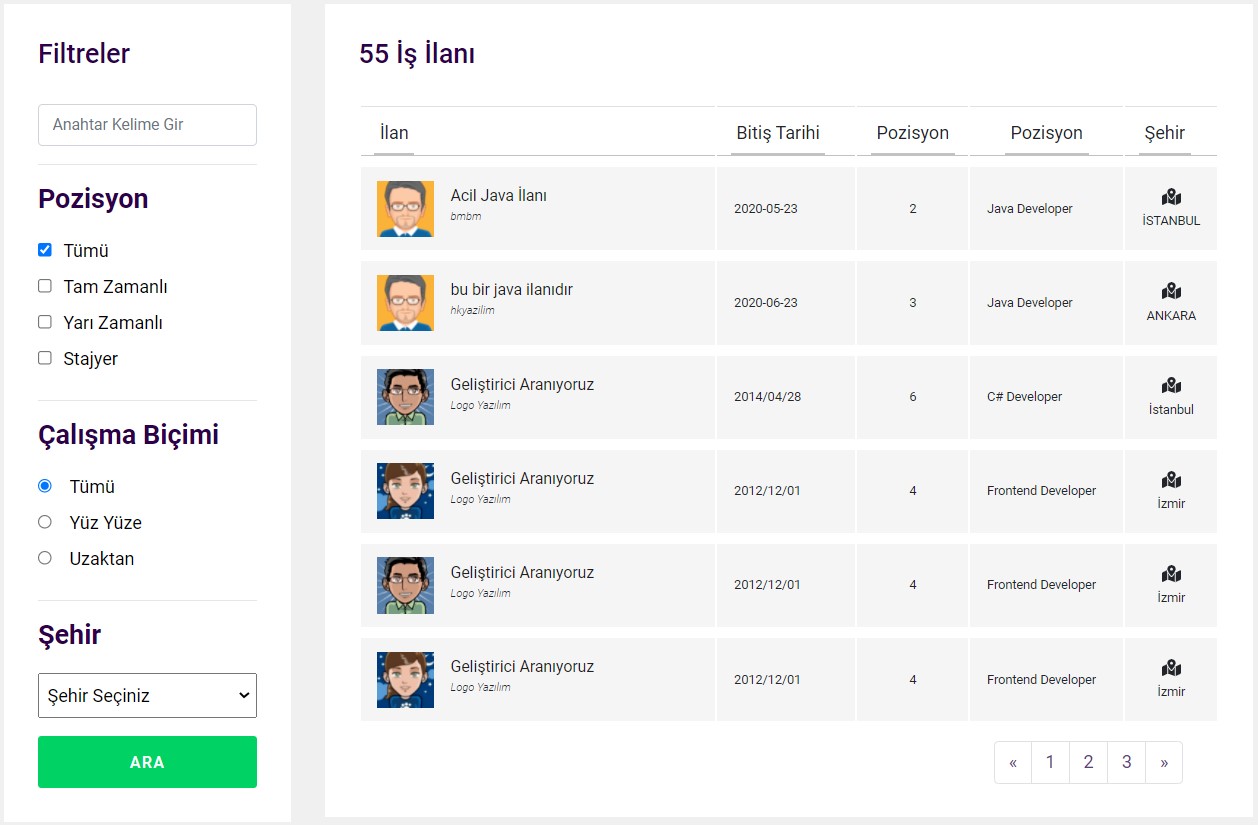 Filtreler
Anahtar Kelime Gir
Pozisyon
Tümü
Tam Zamanlı
Yarı Zamanlı
Stajyer
Çalışma Biçimi
Tümü
Yüz Yüze
Uzaktan
Şehir
Şehir Seçiniz
ARA
55 İş İlanı
İlan Bitiş Tarihi Pozisyon Pozisyon Şehir
Acil Java İlanı
bmbm
2020-05-23 2 Java Developer
İSTANBUL
bu bir java ilanıdır
hkyazilim
2020-06-23 3 Java Developer
ANKARA
Geliştirici Aranıyoruz
Logo Yazılım
2014/04/28 6 C# Developer
İstanbul
Geliştirici Aranıyoruz
Logo Yazılım
2012/12/01 4 Frontend Developer
İzmir
Geliştirici Aranıyoruz
Logo Yazılım
2012/12/01 4 Frontend Developer
İzmir
Geliştirici Aranıyoruz
Logo Yazılım
2012/12/01 4 Frontend Developer
İzmir
« 1 2 3 »